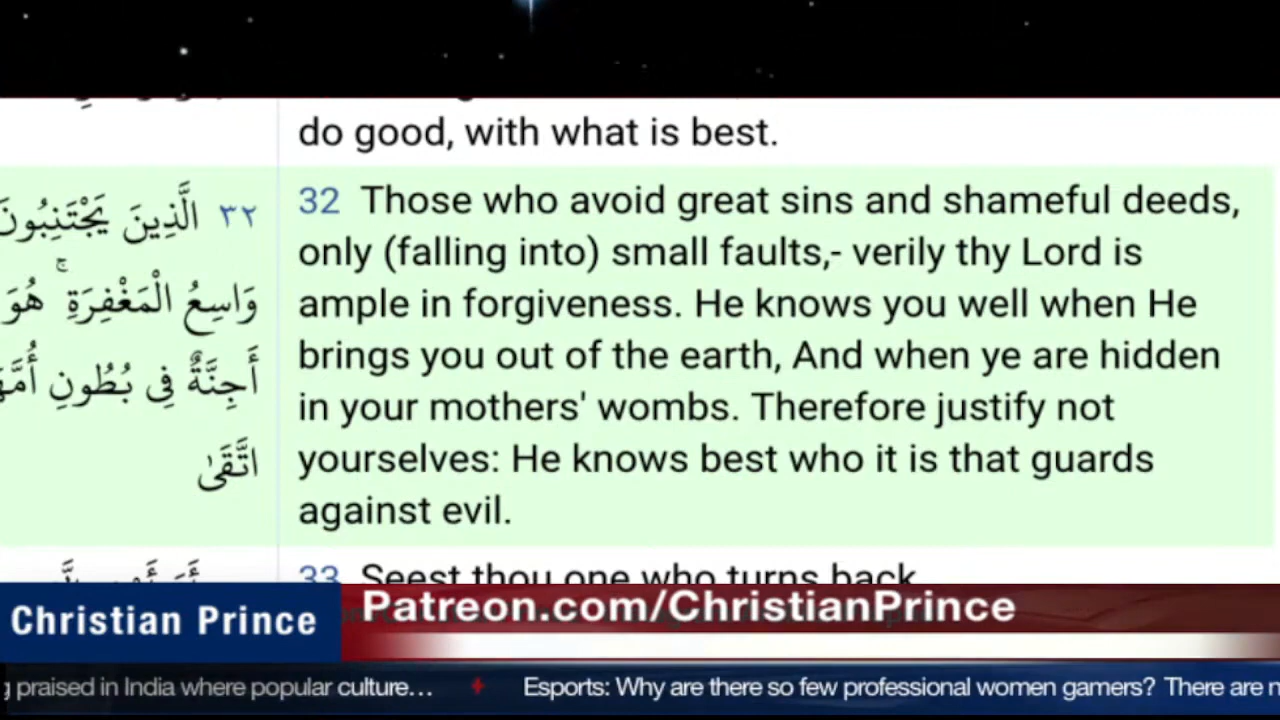 do good, with what is best.
٣٢ الَّذِينَ يَجْتَنِبُونَ
وَاسِعُ الْمَغْفِرَةِ ۚ هُوَ
أَجِنَّةٌ فِي بُطُونِ
اتَّقَىٰ
32 Those who avoid great sins and shameful deeds,
only (falling into) small faults,- verily thy Lord is
ample in forgiveness. He knows you well when He
brings you out of the earth, And when ye are hidden
in your mothers' wombs. Therefore justify not
yourselves: He knows best who it is that guards
against evil.
33 Seest thou one who turns back,
Christian Prince
Patreon.com/ChristianPrince
praised in India where popular culture... Esports: Why are there so few professional women gamers? There are